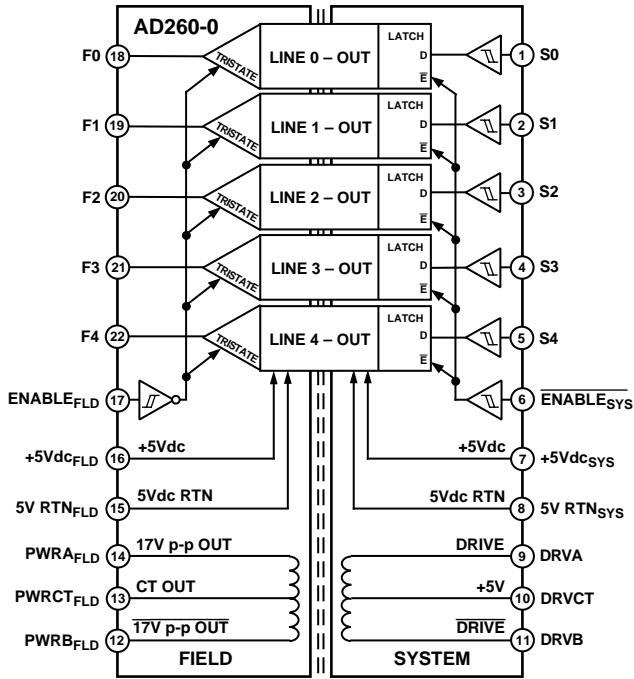 AD260-0
F0 18 TRISTATE LINE 0 – OUT LATCH D E̅ 1 S0
F1 19 TRISTATE LINE 1 – OUT LATCH D E̅ 2 S1
F2 20 TRISTATE LINE 2 – OUT LATCH D E̅ 3 S2
F3 21 TRISTATE LINE 3 – OUT LATCH D E̅ 4 S3
F4 22 TRISTATE LINE 4 – OUT LATCH D E̅ 5 S4
ENABLEFLD 17 6 E̅N̅A̅B̅L̅E̅S̅Y̅S̅
+5VdcFLD 16 +5Vdc +5Vdc 7 +5VdcSYS
5V RTNFLD 15 5Vdc RTN 5Vdc RTN 8 5V RTNSYS
PWRAFLD 14 17V p-p OUT DRIVE 9 DRVA
PWRCTFLD 13 CT OUT +5V 10 DRVCT
PWRBFLD 12 1̅7̅V̅ p̅-̅p̅ O̅U̅T̅ D̅R̅I̅V̅E̅ 11 DRVB
FIELD SYSTEM